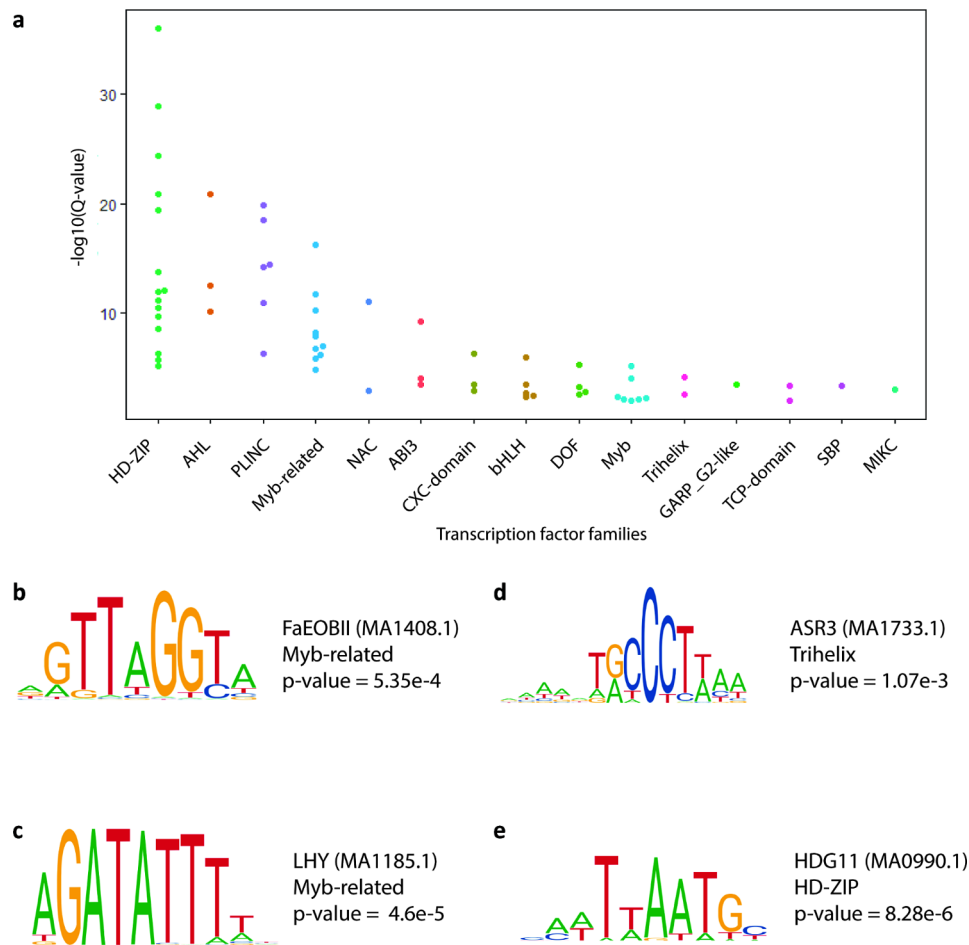 a
30
20
10
-log10(Q-value)
HD-ZIP
AHL
PLINC
Myb-related
NAC
ABI3
CXC-domain
bHLH
DOF
Myb
Trihelix
GARP_G2-like
TCP-domain
SBP
MIKC
Transcription factor families
b
FaEOBII (MA1408.1)
Myb-related
p-value = 5.35e-4
d
ASR3 (MA1733.1)
Trihelix
p-value = 1.07e-3
c
LHY (MA1185.1)
Myb-related
p-value = 4.6e-5
e
HDG11 (MA0990.1)
HD-ZIP
p-value = 8.28e-6